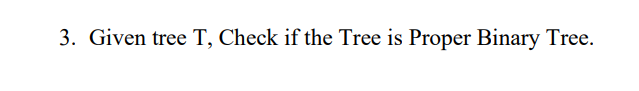 3. Given tree T, Check if the Tree is Proper Binary Tree.